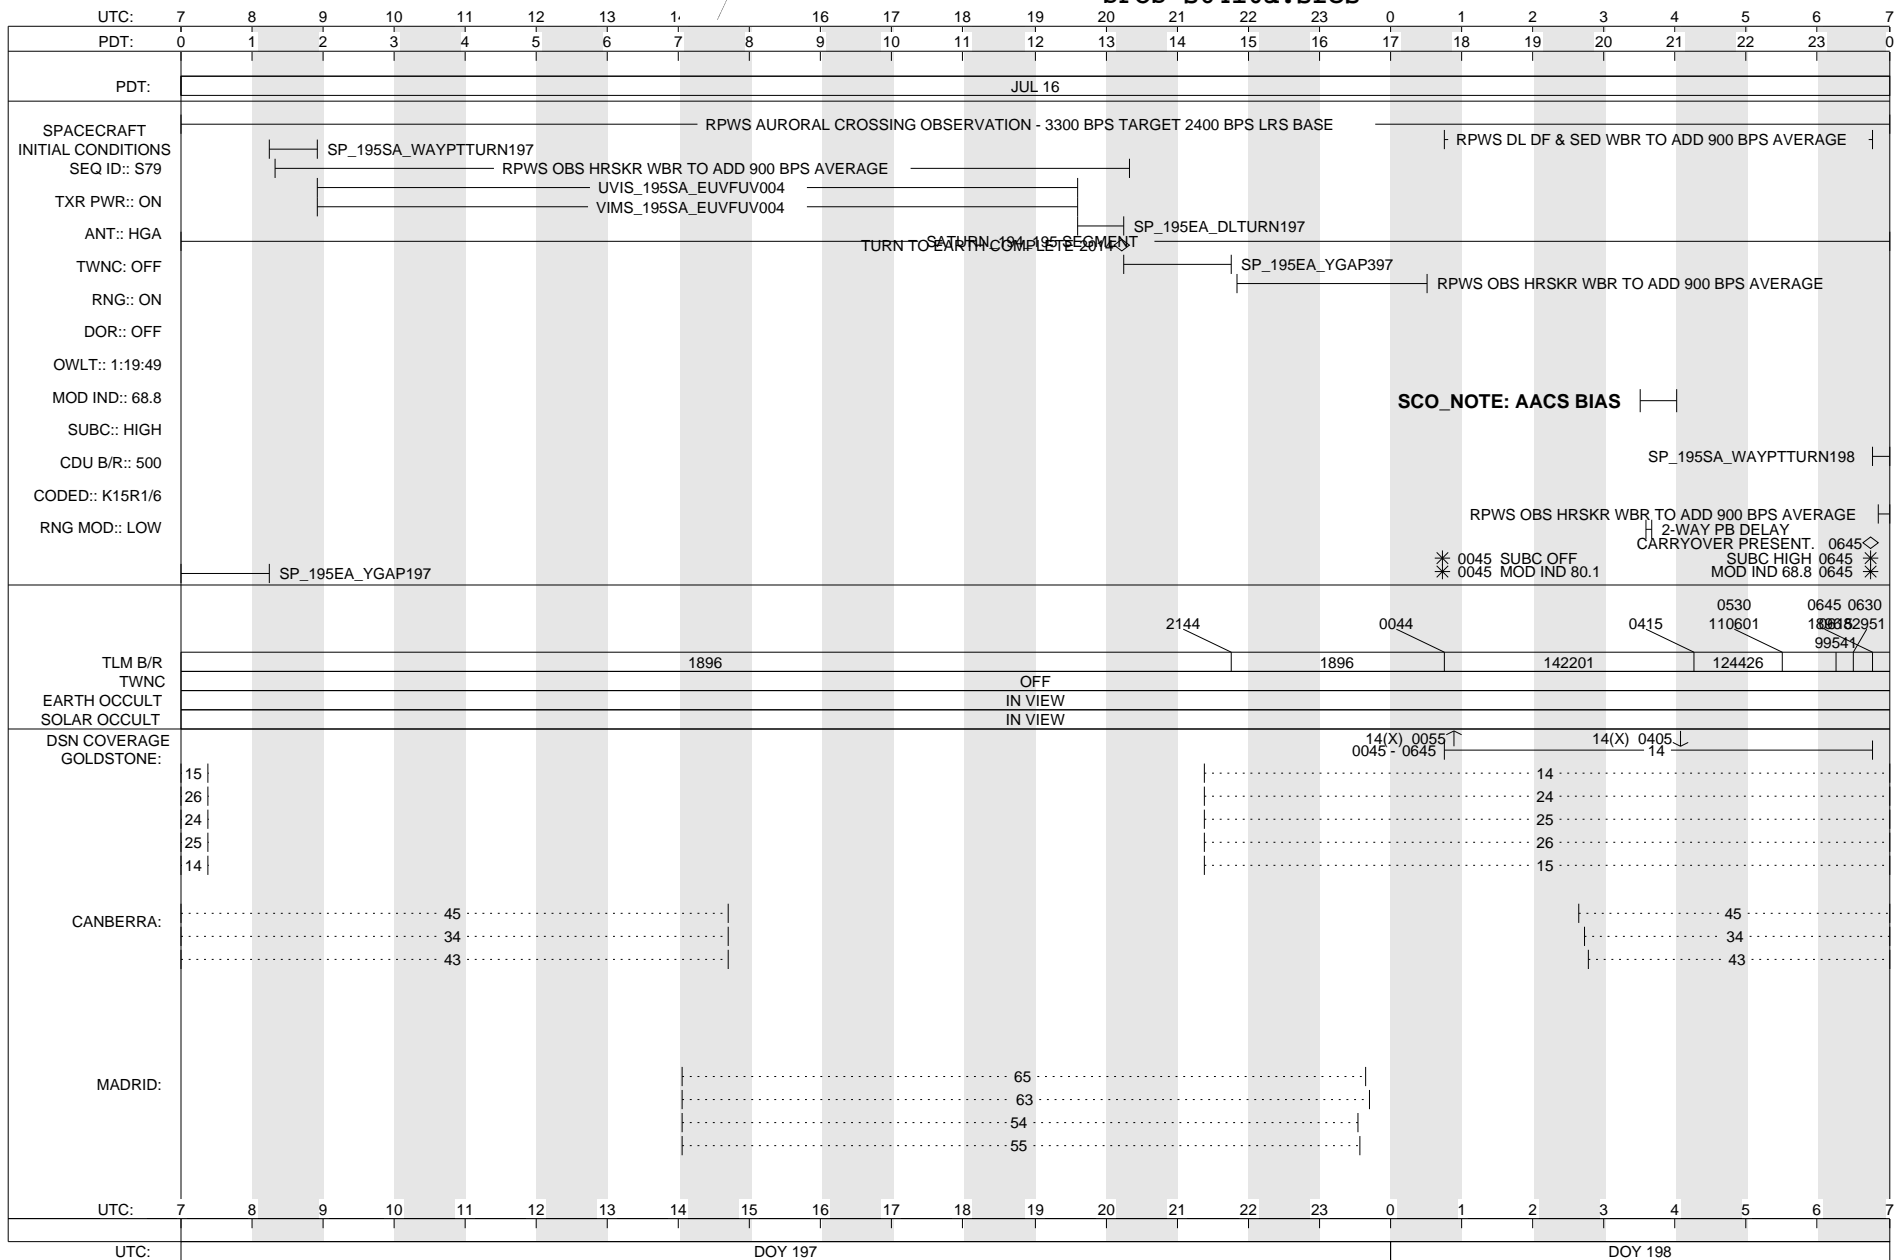 UTC: 7 8 9 10 11 12 13 16 17 18 19 20 21 22 23 0 1 2 3 4 5 6 7
PDT: 0 1 2 3 4 5 6 7 8 9 10 11 12 13 14 15 16 17 18 19 20 21 22 23 0
PDT: JUL 16
RPWS AURORAL CROSSING OBSERVATION - 3300 BPS TARGET 2400 BPS LRS BASE
SPACECRAFT
INITIAL CONDITIONS
RPWS DL DF & SED WBR TO ADD 900 BPS AVERAGE
SP_195SA_WAYPTTURN197
SEQ ID:: S79
RPWS OBS HRSKR WBR TO ADD 900 BPS AVERAGE
UVIS_195SA_EUVFUV004
TXR PWR:: ON
VIMS_195SA_EUVFUV004
SP_195EA_DLTURN197
ANT:: HGA
SATURN_194_195 SEGMENT
TURN TO EARTH COMPLETE 2014
TWNC: OFF
SP_195EA_YGAP397
RPWS OBS HRSKR WBR TO ADD 900 BPS AVERAGE
RNG:: ON
DOR:: OFF
OWLT:: 1:19:49
MOD IND:: 68.8
SCO_NOTE: AACS BIAS
SUBC:: HIGH
CDU B/R:: 500
SP_195SA_WAYPTTURN198
CODED:: K15R1/6
RPWS OBS HRSKR WBR TO ADD 900 BPS AVERAGE
RNG MOD:: LOW
2-WAY PB DELAY
CARRYOVER PRESENT. 0645
0045 SUBC OFF SUBC HIGH 0645
0045 MOD IND 80.1 MOD IND 68.8 0645
SP_195EA_YGAP197
0530 0645 0630
2144 0044 0415 110601
99541
TLM B/R 1896 1896 142201 124426
TWNC OFF
EARTH OCCULT IN VIEW
SOLAR OCCULT IN VIEW
DSN COVERAGE 14(X) 0055 14(X) 0405
GOLDSTONE: 0045 - 0645 14
15 14
26 24
24 25
25 26
14 15
CANBERRA: 45 45
34 34
43 43
MADRID: 65
63
54
55
UTC: 7 8 9 10 11 12 13 14 15 16 17 18 19 20 21 22 23 0 1 2 3 4 5 6 7
UTC: DOY 197 DOY 198